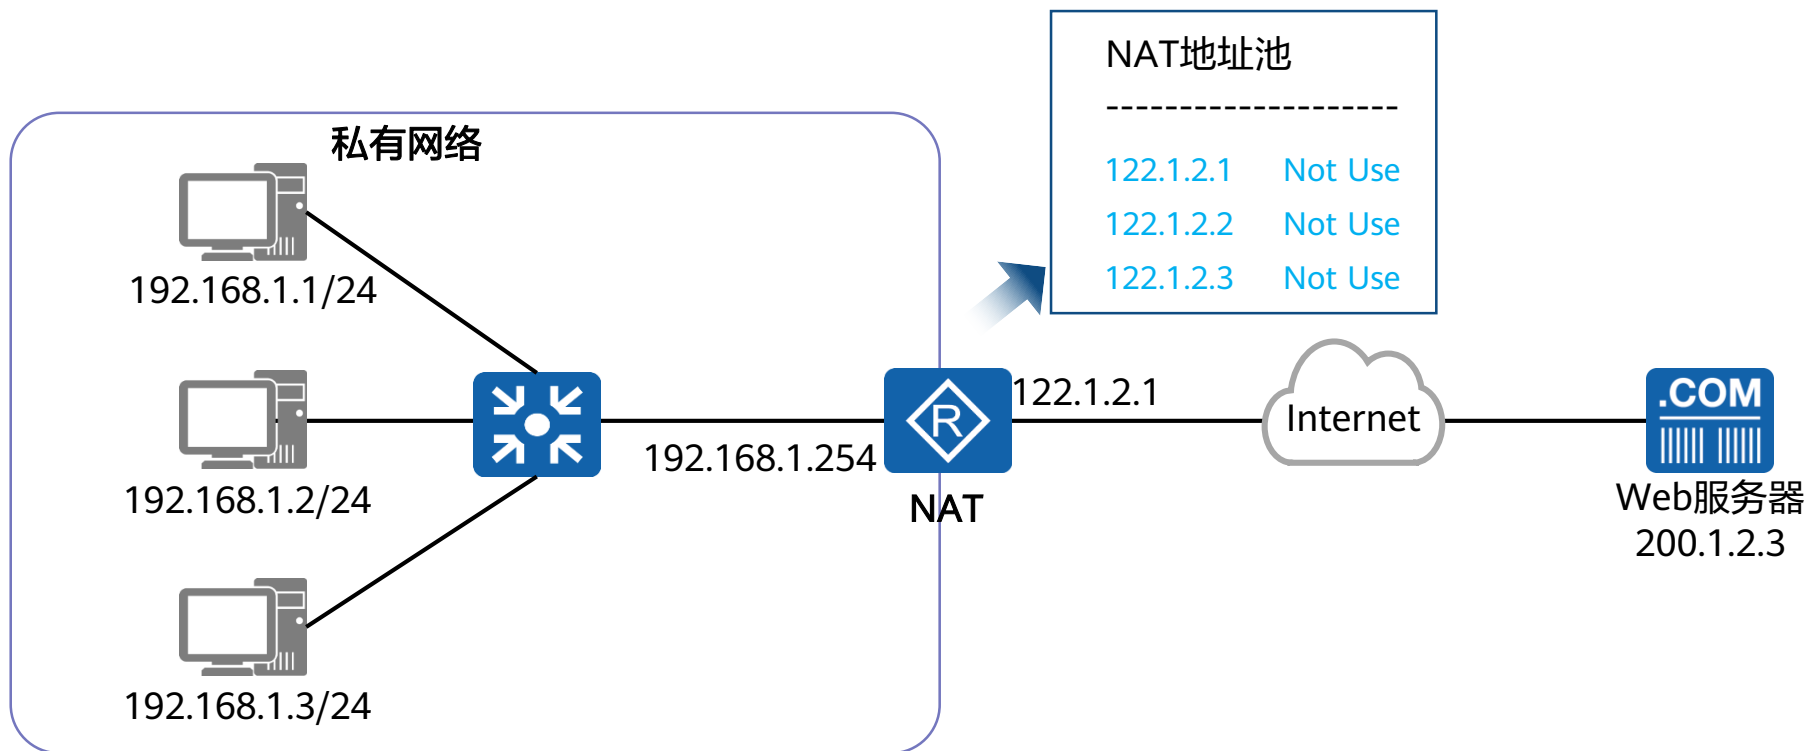 NAT地址池
--------------------
122.1.2.1 Not Use
122.1.2.2 Not Use
122.1.2.3 Not Use
私有网络
192.168.1.1/24
192.168.1.2/24
192.168.1.3/24
192.168.1.254
R
NAT
122.1.2.1
Internet
.COM
Web服务器
200.1.2.3